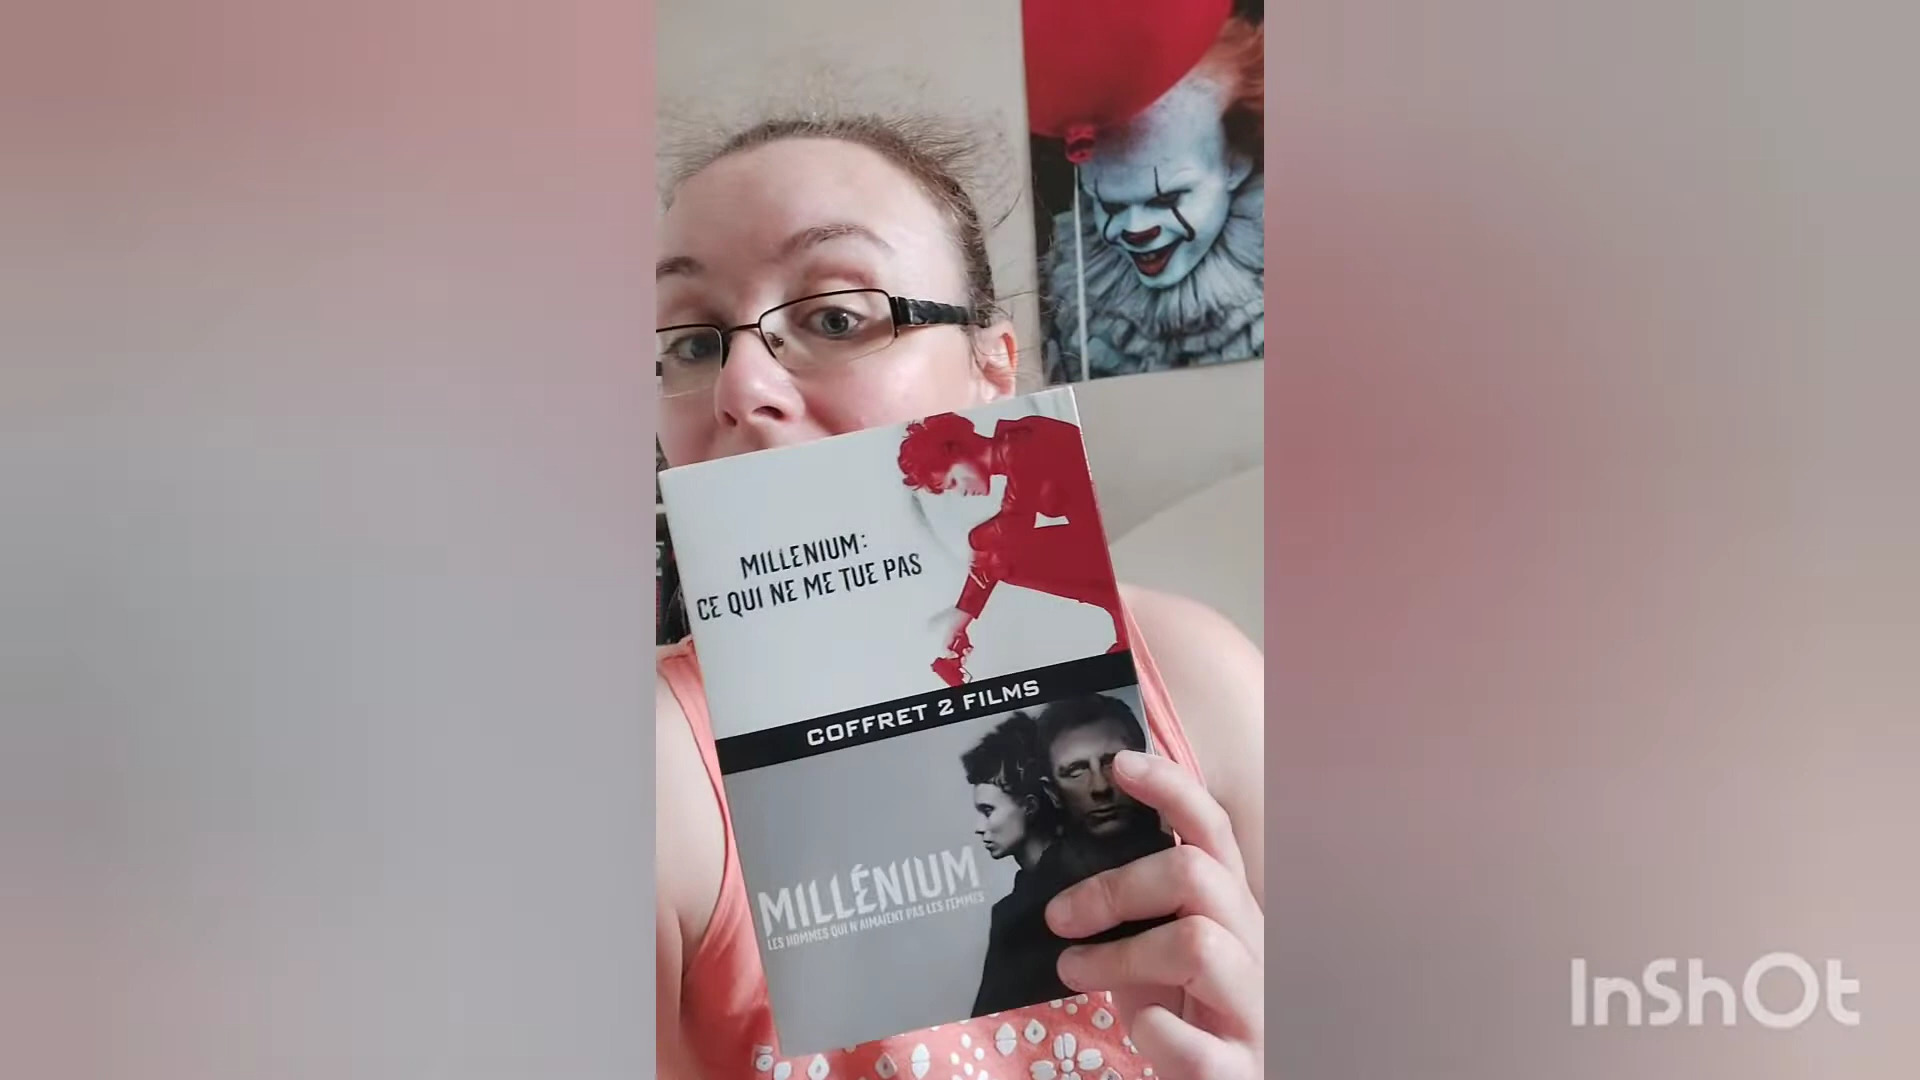 MILLENIUM:
CE QUI NE ME TUE PAS
COFFRET 2 FILMS
MILLÉNIUM
LES HOMMES QUI N'AIMAIENT PAS LES FEMMES
InShOt